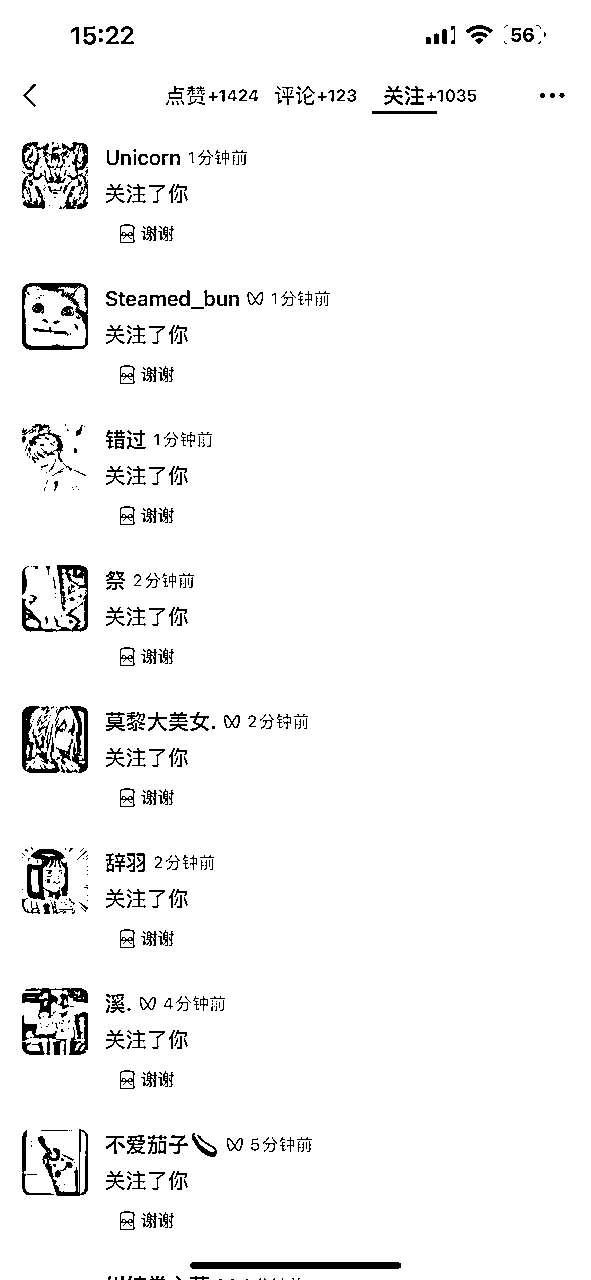 15:22
56
点赞+1424 评论+123 关注+1035
Unicorn 1分钟前
关注了你
谢谢
Steamed_bun 1分钟前
关注了你
谢谢
错过 1分钟前
关注了你
谢谢
祭 2分钟前
关注了你
谢谢
莫黎大美女. 2分钟前
关注了你
谢谢
辞羽 2分钟前
关注了你
谢谢
溪. 4分钟前
关注了你
谢谢
不爱茄子🍆 5分钟前
关注了你
谢谢